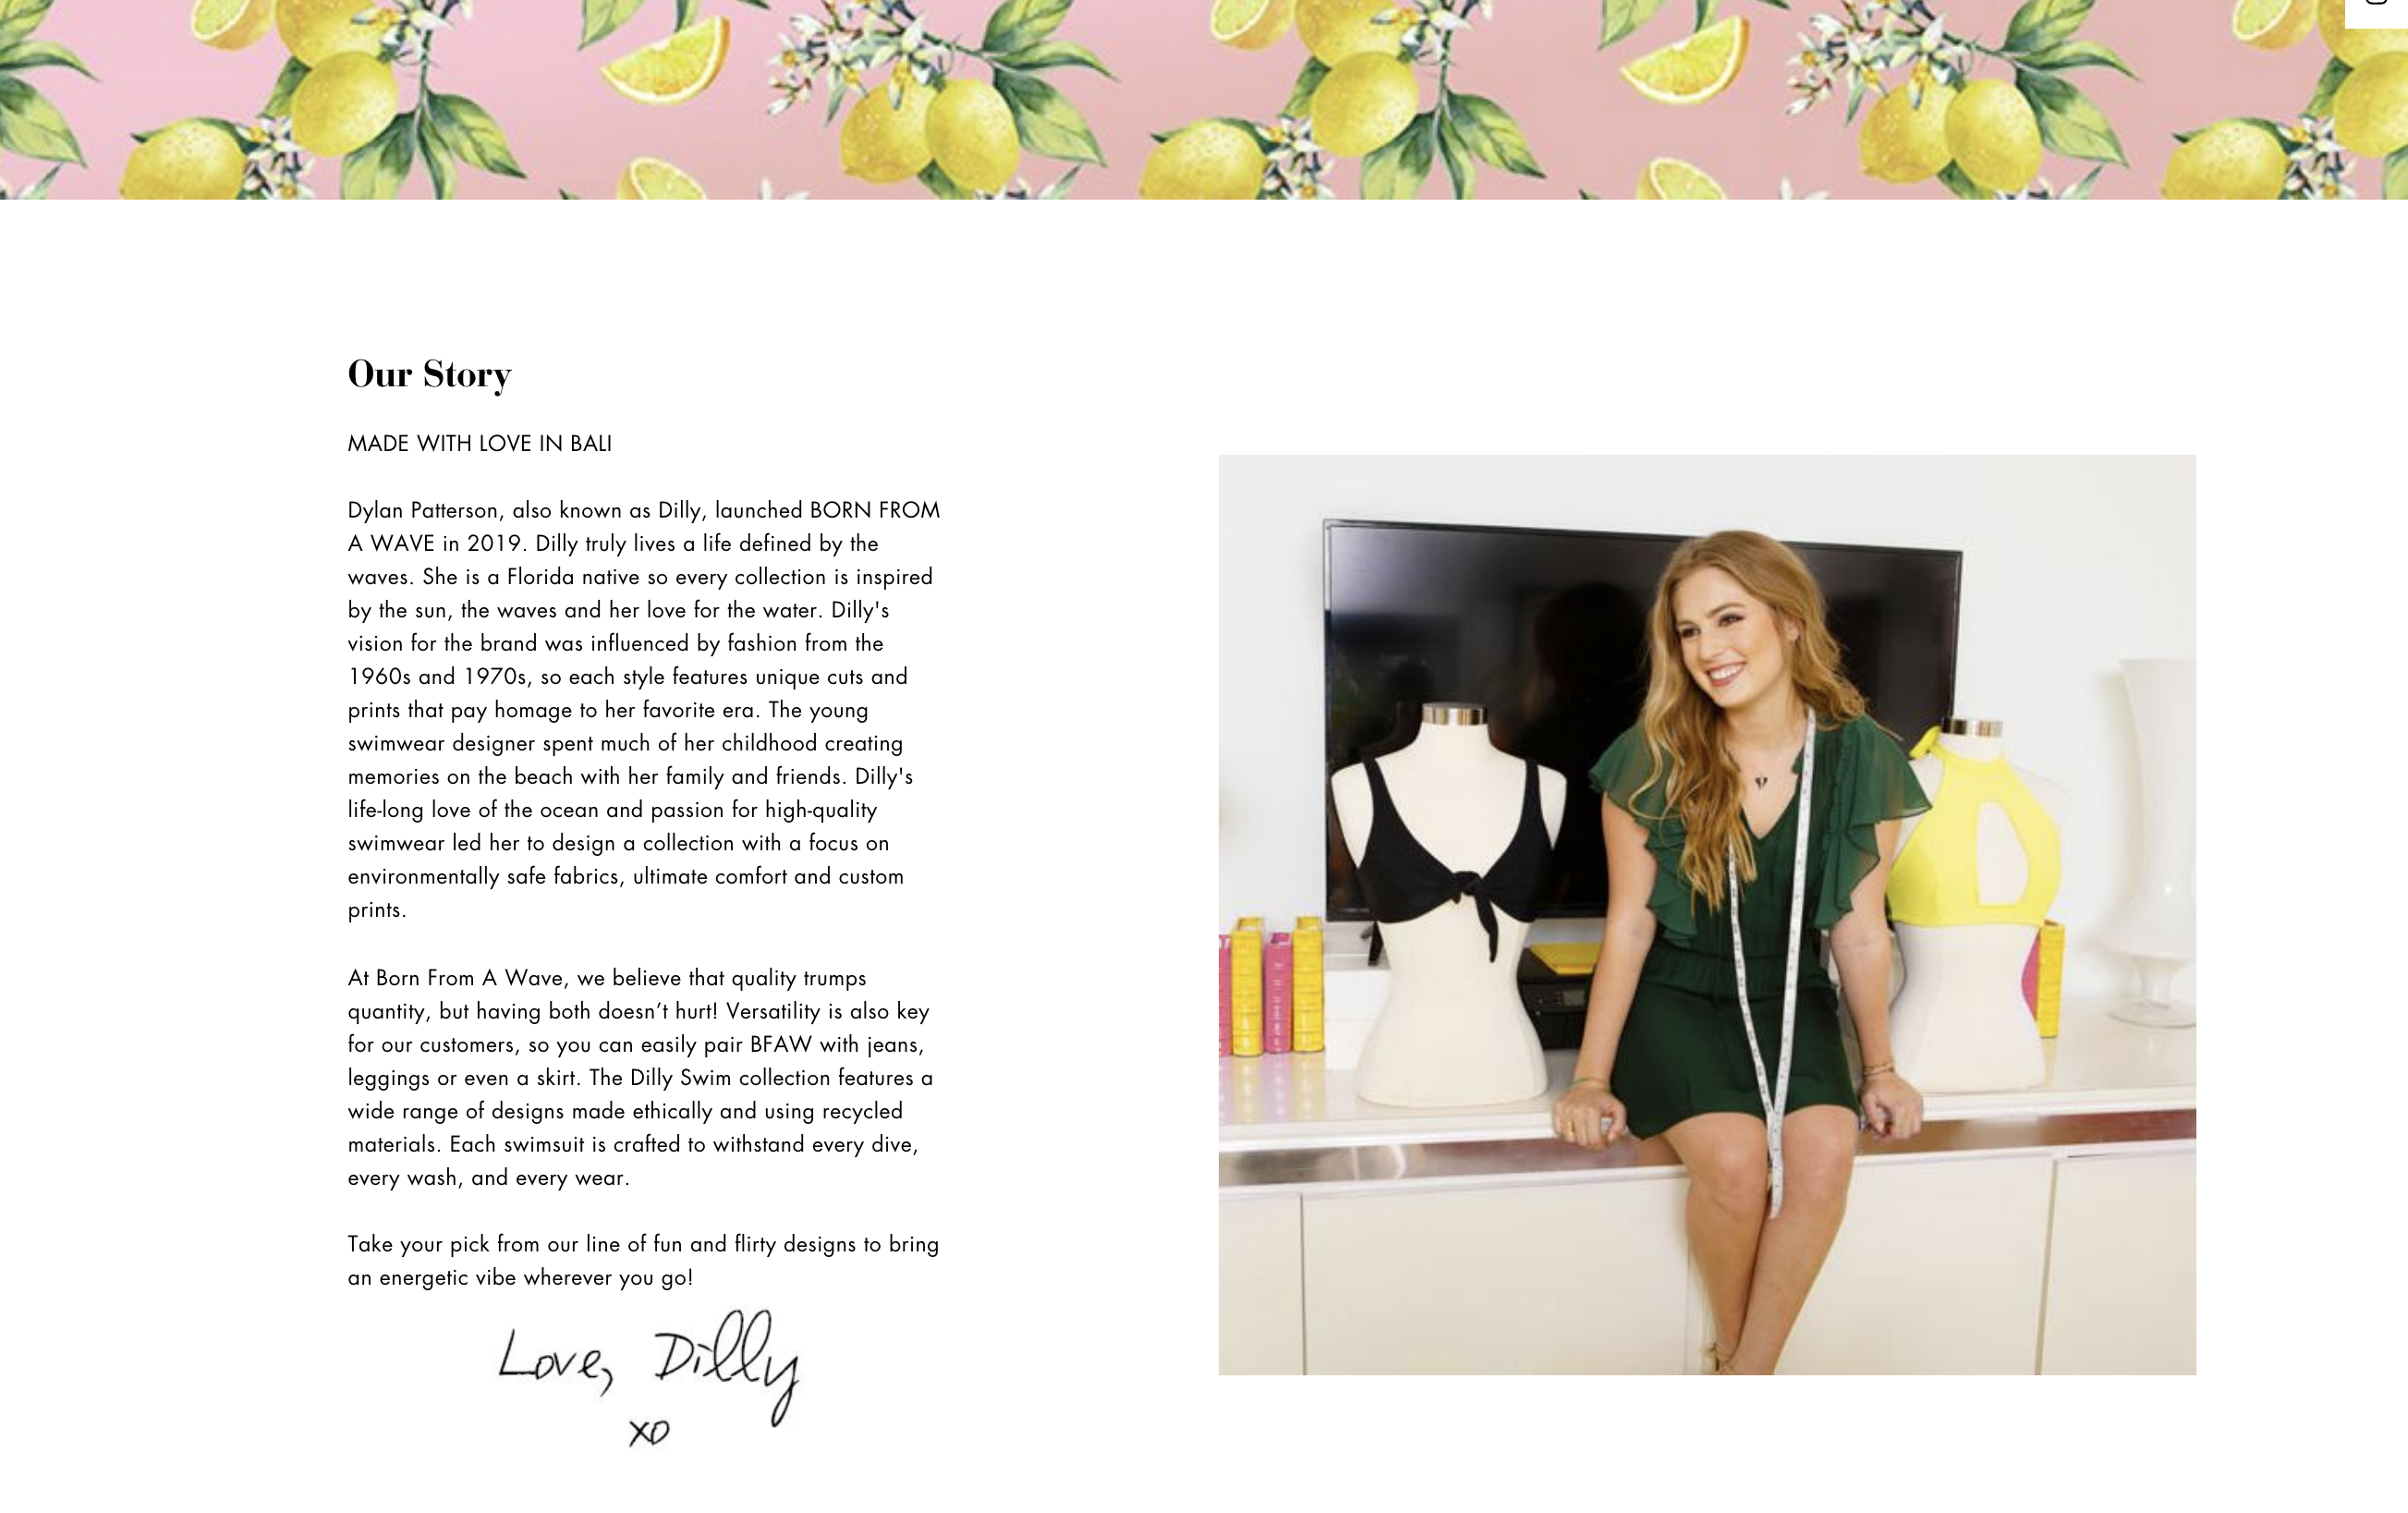 Our Story
MADE WITH LOVE IN BALI
Dylan Patterson, also known as Dilly, launched BORN FROM
A WAVE in 2019. Dilly truly lives a life defined by the
waves. She is a Florida native so every collection is inspired
by the sun, the waves and her love for the water. Dilly's
vision for the brand was influenced by fashion from the
1960s and 1970s, so each style features unique cuts and
prints that pay homage to her favorite era. The young
swimwear designer spent much of her childhood creating
memories on the beach with her family and friends. Dilly's
life-long love of the ocean and passion for high-quality
swimwear led her to design a collection with a focus on
environmentally safe fabrics, ultimate comfort and custom
prints.
At Born From A Wave, we believe that quality trumps
quantity, but having both doesn’t hurt! Versatility is also key
for our customers, so you can easily pair BFAW with jeans,
leggings or even a skirt. The Dilly Swim collection features a
wide range of designs made ethically and using recycled
materials. Each swimsuit is crafted to withstand every dive,
every wash, and every wear.
Take your pick from our line of fun and flirty designs to bring
an energetic vibe wherever you go!
Love, Dilly
xo